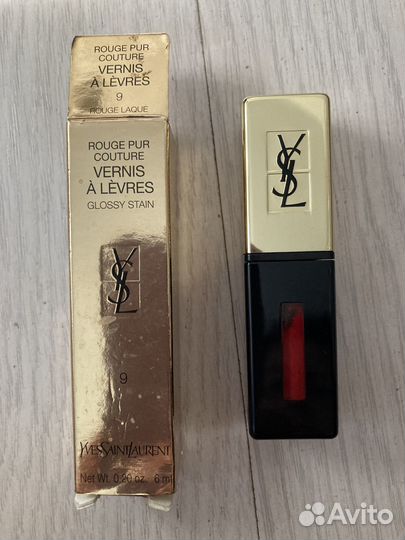 ROUGE PUR
COUTURE
VERNIS
À LÈVRES
9
ROUGE LAQUE
ROUGE PUR
COUTURE
VERNIS
À LÈVRES
GLOSSY STAIN
YSL
9
YVESSAINTLAURENT
Net Wt. 0.20 oz. 6 ml
YSL
Avito